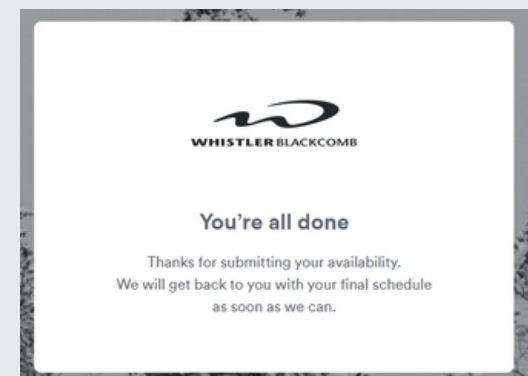 WHISTLER BLACKCOMB
You're all done
Thanks for submitting your availability.
We will get back to you with your final schedule
as soon as we can.